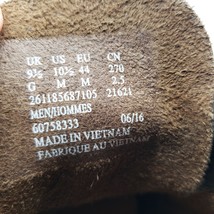 UK US EU CN
9½ 10½ 44 270
G M M 2.5
261185687105 21621
MEN/HOMMES
60758333 06/16
MADE IN VIETNAM
FABRIQUE AU VIETNAM